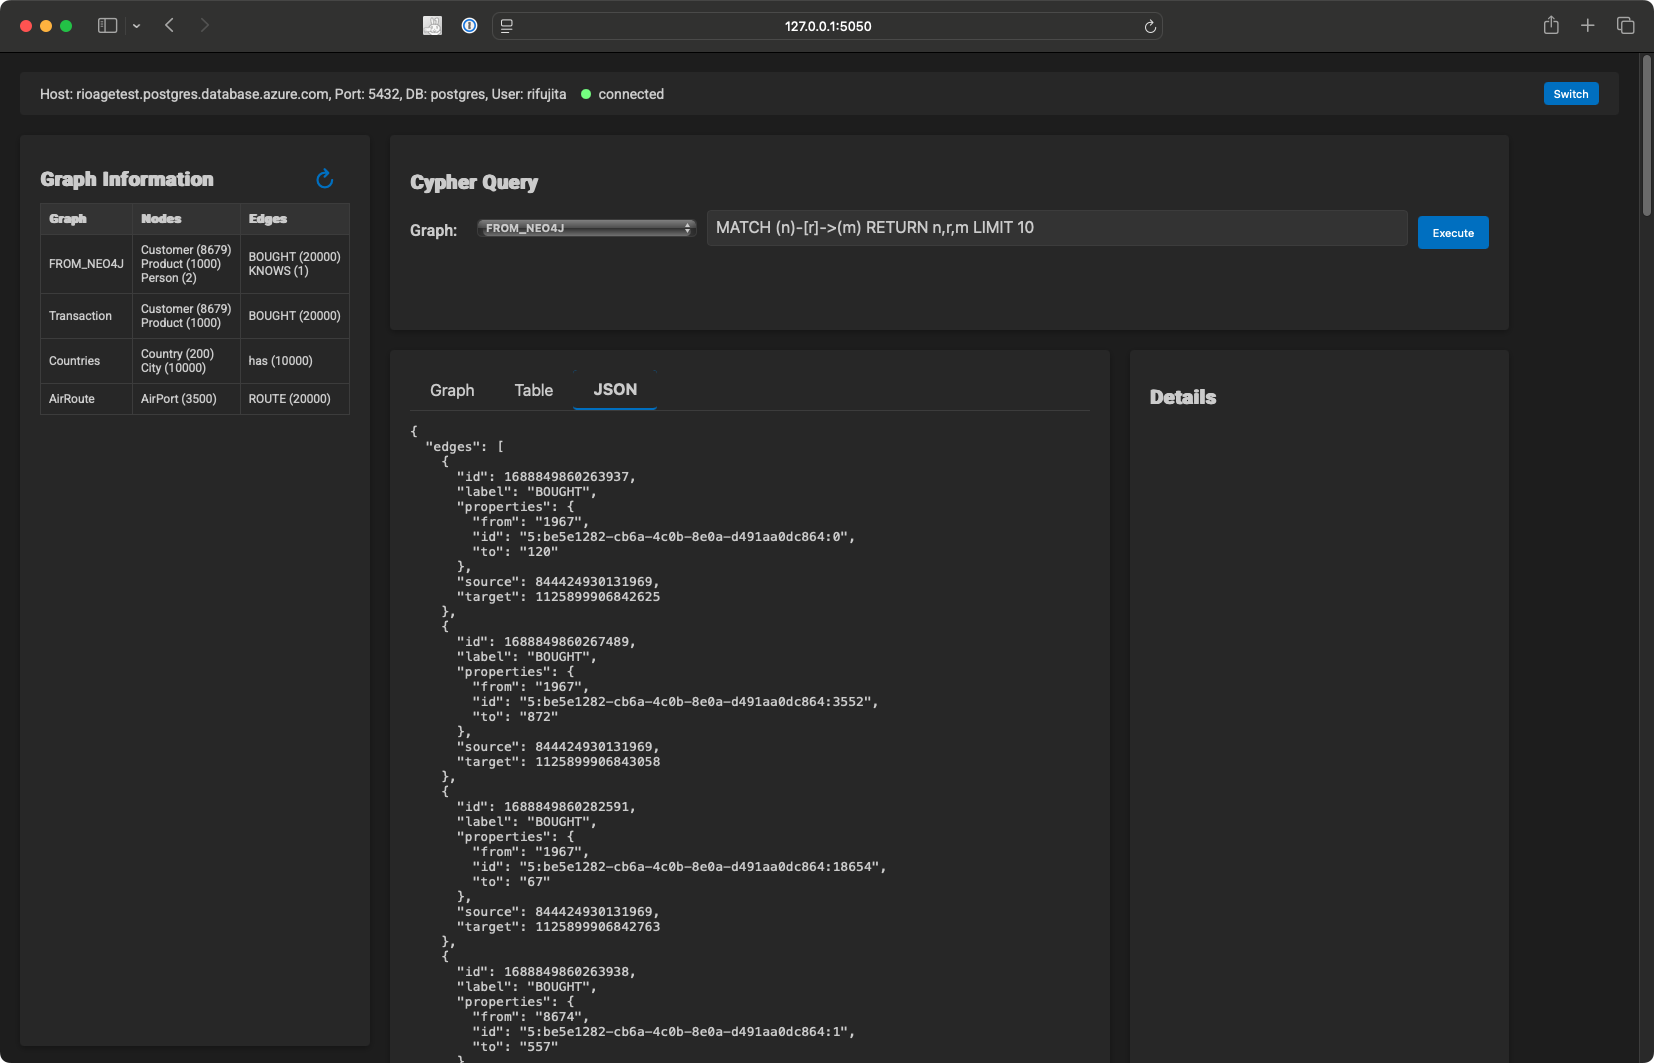 127.0.0.1:5050
Host: rioagetest.postgres.database.azure.com, Port: 5432, DB: postgres, User: rifujita connected
Switch
Graph Information
Graph Nodes Edges
FROM_NEO4J
Customer (8679)
Product (1000)
Person (2)
BOUGHT (20000)
KNOWS (1)
Transaction
Customer (8679)
Product (1000)
BOUGHT (20000)
Countries
Country (200)
City (10000)
has (10000)
AirRoute AirPort (3500) ROUTE (20000)
Cypher Query
Graph: FROM_NEO4J MATCH (n)-[r]->(m) RETURN n,r,m LIMIT 10 Execute
Graph Table JSON
{
"edges": [
{
"id": 1688849860263937,
"label": "BOUGHT",
"properties": {
"from": "1967",
"id": "5:be5e1282-cb6a-4c0b-8e0a-d491aa0dc864:0",
"to": "120"
},
"source": 844424930131969,
"target": 1125899906842625
},
{
"id": 1688849860267489,
"label": "BOUGHT",
"properties": {
"from": "1967",
"id": "5:be5e1282-cb6a-4c0b-8e0a-d491aa0dc864:3552",
"to": "872"
},
"source": 844424930131969,
"target": 1125899906843058
},
{
"id": 1688849860282591,
"label": "BOUGHT",
"properties": {
"from": "1967",
"id": "5:be5e1282-cb6a-4c0b-8e0a-d491aa0dc864:18654",
"to": "67"
},
"source": 844424930131969,
"target": 1125899906842763
},
{
"id": 1688849860263938,
"label": "BOUGHT",
"properties": {
"from": "8674",
"id": "5:be5e1282-cb6a-4c0b-8e0a-d491aa0dc864:1",
"to": "557"
}
Details